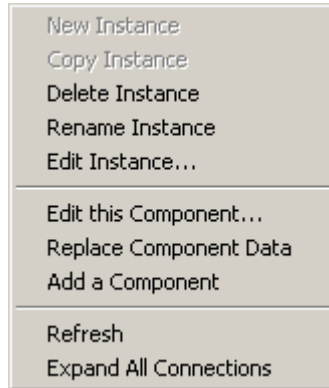 New Instance
Copy Instance
Delete Instance
Rename Instance
Edit Instance...
Edit this Component...
Replace Component Data
Add a Component
Refresh
Expand All Connections